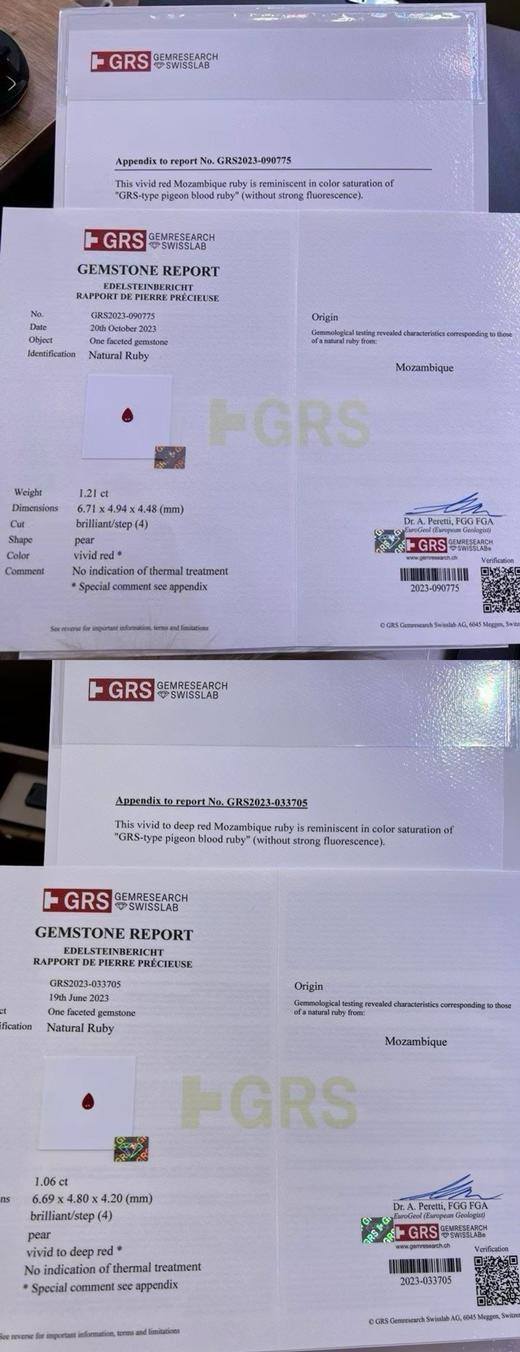 GRS GEMRESEARCH
SWISSLAB
Appendix to report No. GRS2023-090775
This vivid red Mozambique ruby is reminiscent in color saturation of
"GRS-type pigeon blood ruby" (without strong fluorescence).
GRS GEMRESEARCH
SWISSLAB
GEMSTONE REPORT
EDELSTEINBERICHT
RAPPORT DE PIERRE PRÉCIEUSE
No. GRS2023-090775
Date 20th October 2023
Object One faceted gemstone
Identification Natural Ruby
Origin
Gemmological testing revealed characteristics corresponding to those
of a natural ruby from:
Mozambique
GRS
Weight 1.21 ct
Dimensions 6.71 x 4.94 x 4.48 (mm)
Cut brilliant/step (4)
Shape pear
Color vivid red *
Comment No indication of thermal treatment
* Special comment see appendix
Dr. A. Peretti, FGG FGA
EuroGeol (European Geologist)
GRS GEMRESEARCH
SWISSLAB®
www.gemresearch.ch
Verification
2023-090775
See reverse for important information, terms and limitations
© GRS Gemresearch Swisslab AG, 6045 Meggen, Switze
GRS GEMRESEARCH
SWISSLAB
Appendix to report No. GRS2023-033705
This vivid to deep red Mozambique ruby is reminiscent in color saturation of
"GRS-type pigeon blood ruby" (without strong fluorescence).
GRS GEMRESEARCH
SWISSLAB
GEMSTONE REPORT
EDELSTEINBERICHT
RAPPORT DE PIERRE PRÉCIEUSE
GRS2023-033705
19th June 2023
ct One faceted gemstone
ification Natural Ruby
Origin
Gemmological testing revealed characteristics corresponding to those
of a natural ruby from:
Mozambique
GRS
1.06 ct
ns 6.69 x 4.80 x 4.20 (mm)
brilliant/step (4)
pear
vivid to deep red *
No indication of thermal treatment
* Special comment see appendix
Dr. A. Peretti, FGG FGA
EuroGeol (European Geologist)
GRS GEMRESEARCH
SWISSLAB®
www.gemresearch.ch
Verification
2023-033705
See reverse for important information, terms and limitations
© GRS Gemresearch Swisslab AG, 6045 Meggen, Switz